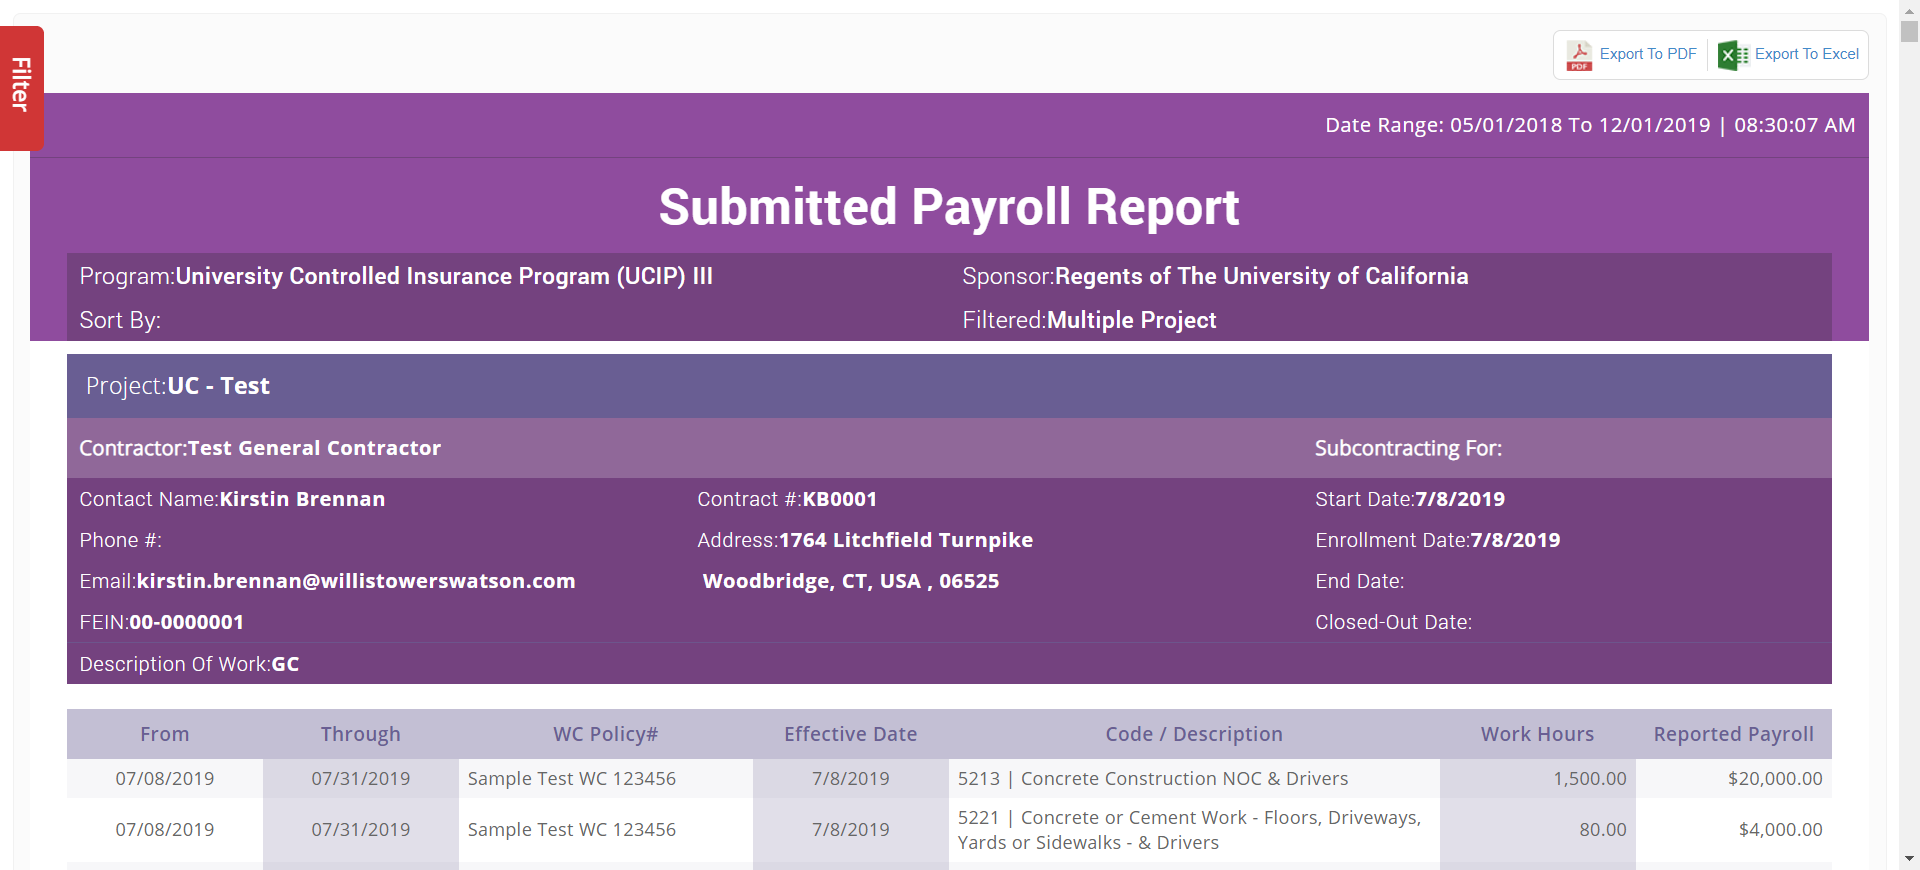 Filter
PDF Export To PDF
Export To Excel
Date Range: 05/01/2018 To 12/01/2019 | 08:30:07 AM
Submitted Payroll Report
Program:University Controlled Insurance Program (UCIP) III
Sponsor:Regents of The University of California
Sort By:
Filtered:Multiple Project
Project:UC - Test
Contractor:Test General Contractor
Subcontracting For:
Contact Name:Kirstin Brennan
Contract #:KB0001
Start Date:7/8/2019
Phone #:
Address:1764 Litchfield Turnpike
Enrollment Date:7/8/2019
Email:kirstin.brennan@willistowerswatson.com
Woodbridge, CT, USA , 06525
End Date:
FEIN:00-0000001
Closed-Out Date:
Description Of Work:GC
From Through WC Policy# Effective Date Code / Description Work Hours Reported Payroll
07/08/2019 07/31/2019 Sample Test WC 123456 7/8/2019 5213 | Concrete Construction NOC & Drivers 1,500.00 $20,000.00
07/08/2019 07/31/2019 Sample Test WC 123456 7/8/2019 5221 | Concrete or Cement Work - Floors, Driveways, 80.00 $4,000.00
Yards or Sidewalks - & Drivers